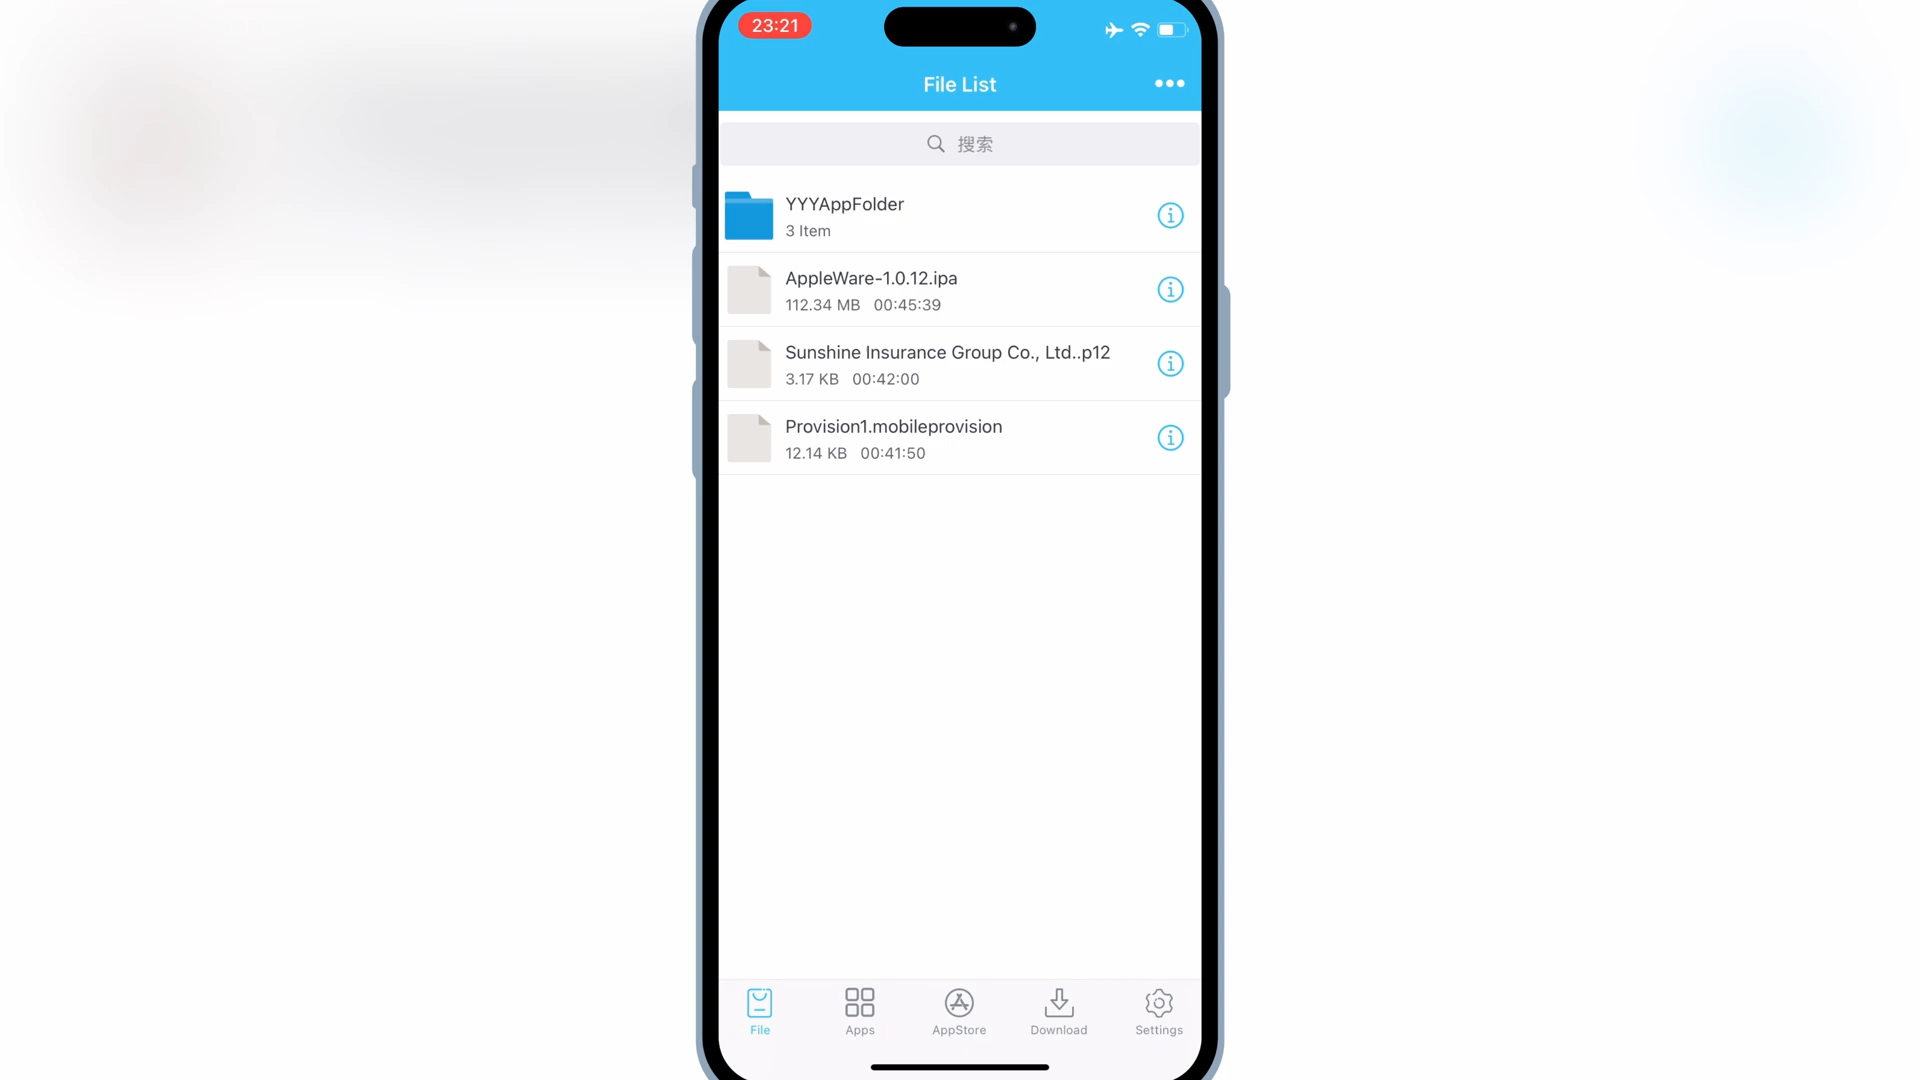 23:21
File List
搜索
YYYAppFolder
3 Item
AppleWare-1.0.12.ipa
112.34 MB 00:45:39
Sunshine Insurance Group Co., Ltd..p12
3.17 KB 00:42:00
Provision1.mobileprovision
12.14 KB 00:41:50
File Apps AppStore Download Settings